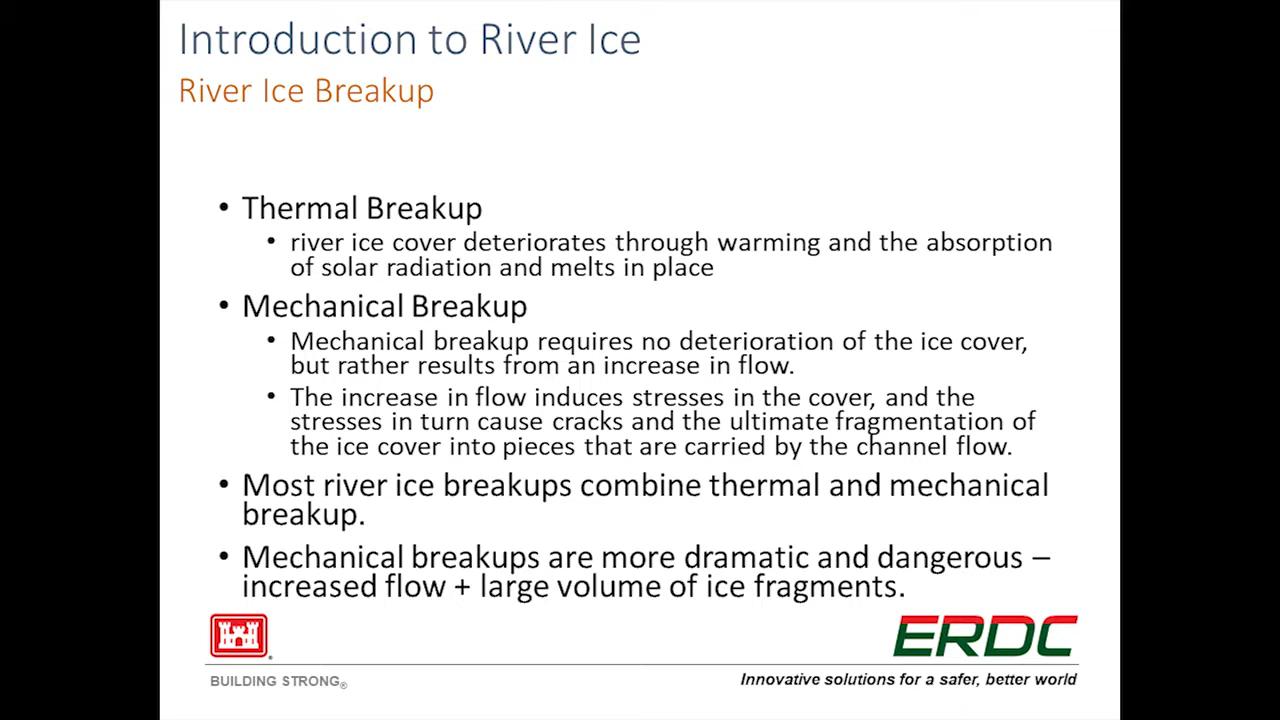 Introduction to River Ice
River Ice Breakup
• Thermal Breakup
• river ice cover deteriorates through warming and the absorption
of solar radiation and melts in place
• Mechanical Breakup
• Mechanical breakup requires no deterioration of the ice cover,
but rather results from an increase in flow.
• The increase in flow induces stresses in the cover, and the
stresses in turn cause cracks and the ultimate fragmentation of
the ice cover into pieces that are carried by the channel flow.
• Most river ice breakups combine thermal and mechanical
breakup.
• Mechanical breakups are more dramatic and dangerous –
increased flow + large volume of ice fragments.
ERDC
BUILDING STRONG®
Innovative solutions for a safer, better world